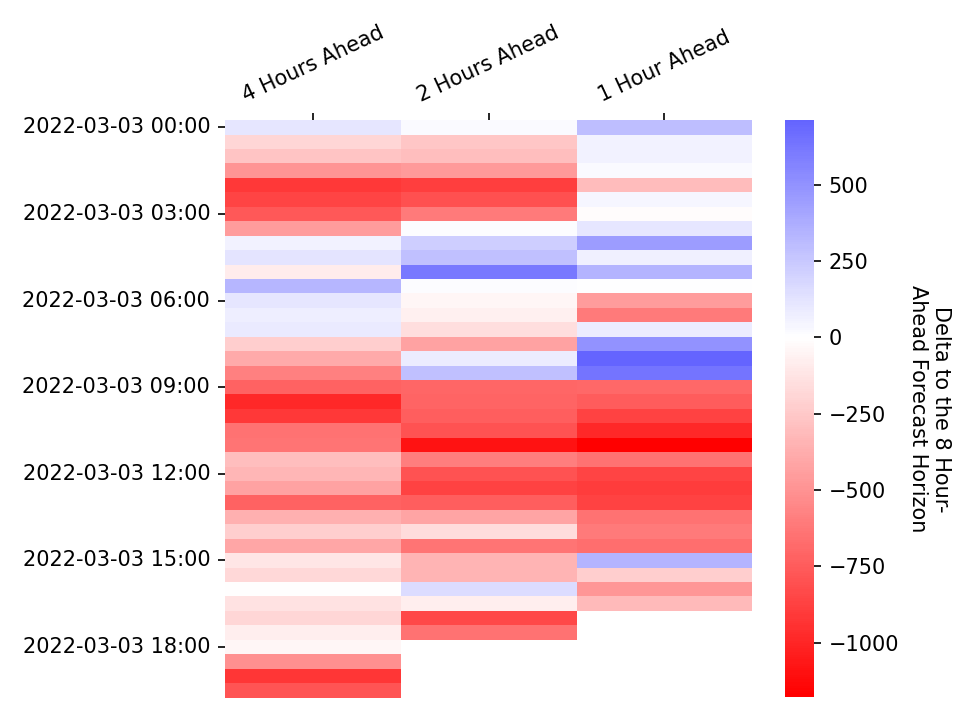 4 Hours Ahead
2 Hours Ahead
1 Hour Ahead
2022-03-03 00:00
2022-03-03 03:00
2022-03-03 06:00
2022-03-03 09:00
2022-03-03 12:00
2022-03-03 15:00
2022-03-03 18:00
500
250
0
−250
−500
−750
−1000
Delta to the 8 Hour-
Ahead Forecast Horizon